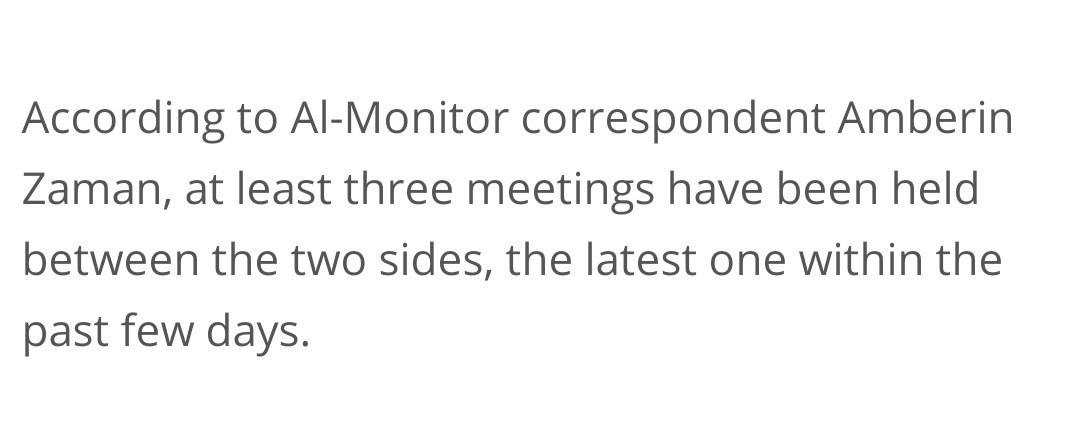 According to Al-Monitor correspondent Amberin
Zaman, at least three meetings have been held
between the two sides, the latest one within the
past few days.